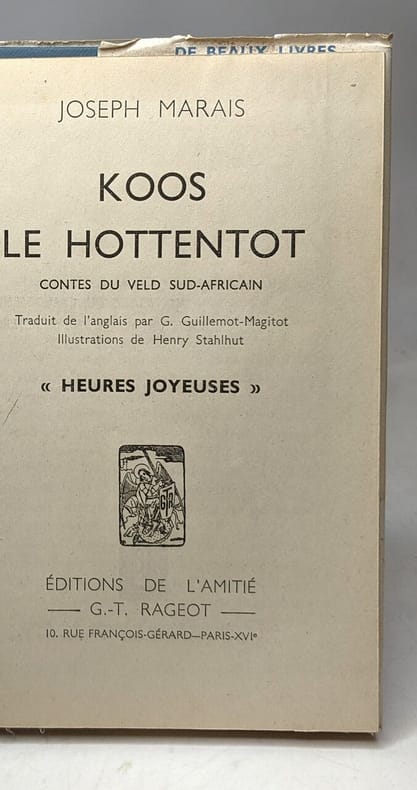 DE BEAUX LIVRES
JOSEPH MARAIS
KOOS
LE HOTTENTOT
CONTES DU VELD SUD-AFRICAIN
Traduit de l'anglais par G. Guillemot-Magitot
Illustrations de Henry Stahlhut
« HEURES JOYEUSES »
GTR
ÉDITIONS DE L'AMITIÉ
— G.-T. RAGEOT —
10, RUE FRANÇOIS-GÉRARD—PARIS-XVIᵉ